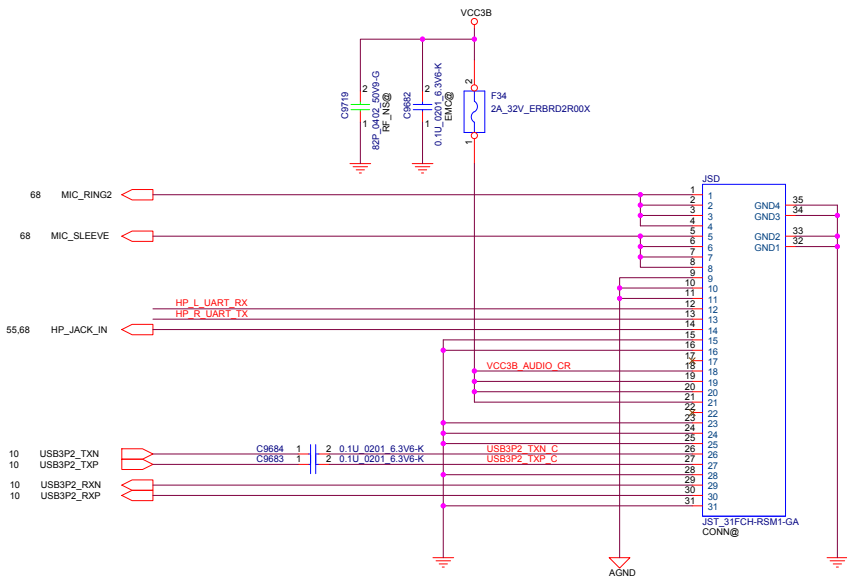 VCC3B
C9719
2
1
82P_0402_50V9-G
RF_NS@
C9682
2
1
0.1U_0201_6.3V6-K
EMC@
2
F34
2A_32V_ERBRD2R00X
1
JSD
68 MIC_RING2
1 1
2 2
3 3
4 4
68 MIC_SLEEVE
5 5
6 6
7 7
8 8
9 9
10 10
11 11
HP_L_UART_RX 12 12
HP_R_UART_TX 13 13
55,68 HP_JACK_IN 14 14
15 15
16 16
17 17
VCC3B_AUDIO_CR 18 18
19 19
20 20
21 21
22 22
23 23
24 24
25 25
10 USB3P2_TXN C9684 1 2 0.1U_0201_6.3V6-K USB3P2_TXN_C 26 26
10 USB3P2_TXP C9683 1 2 0.1U_0201_6.3V6-K USB3P2_TXP_C 27 27
28 28
10 USB3P2_RXN 29 29
10 USB3P2_RXP 30 30
31 31
GND4 35
GND3 34
GND2 33
GND1 32
JST_31FCH-RSM1-GA
CONN@
AGND